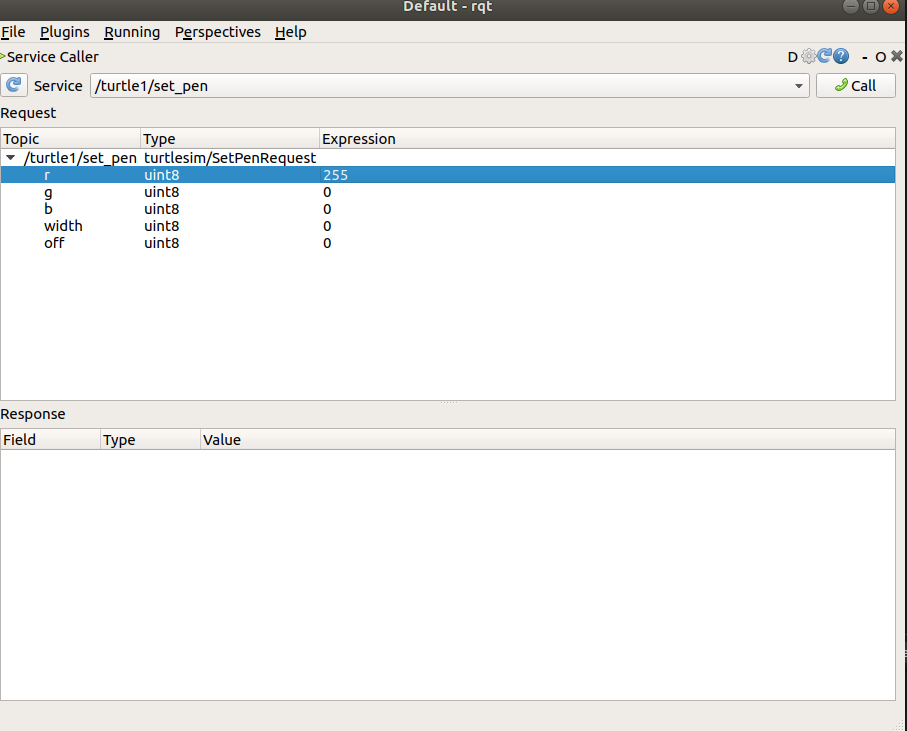 Default - rqt
File Plugins Running Perspectives Help
Service Caller D - O
Service /turtle1/set_pen Call
Request
Topic Type Expression
/turtle1/set_pen turtlesim/SetPenRequest
r uint8 255
g uint8 0
b uint8 0
width uint8 0
off uint8 0
Response
Field Type Value